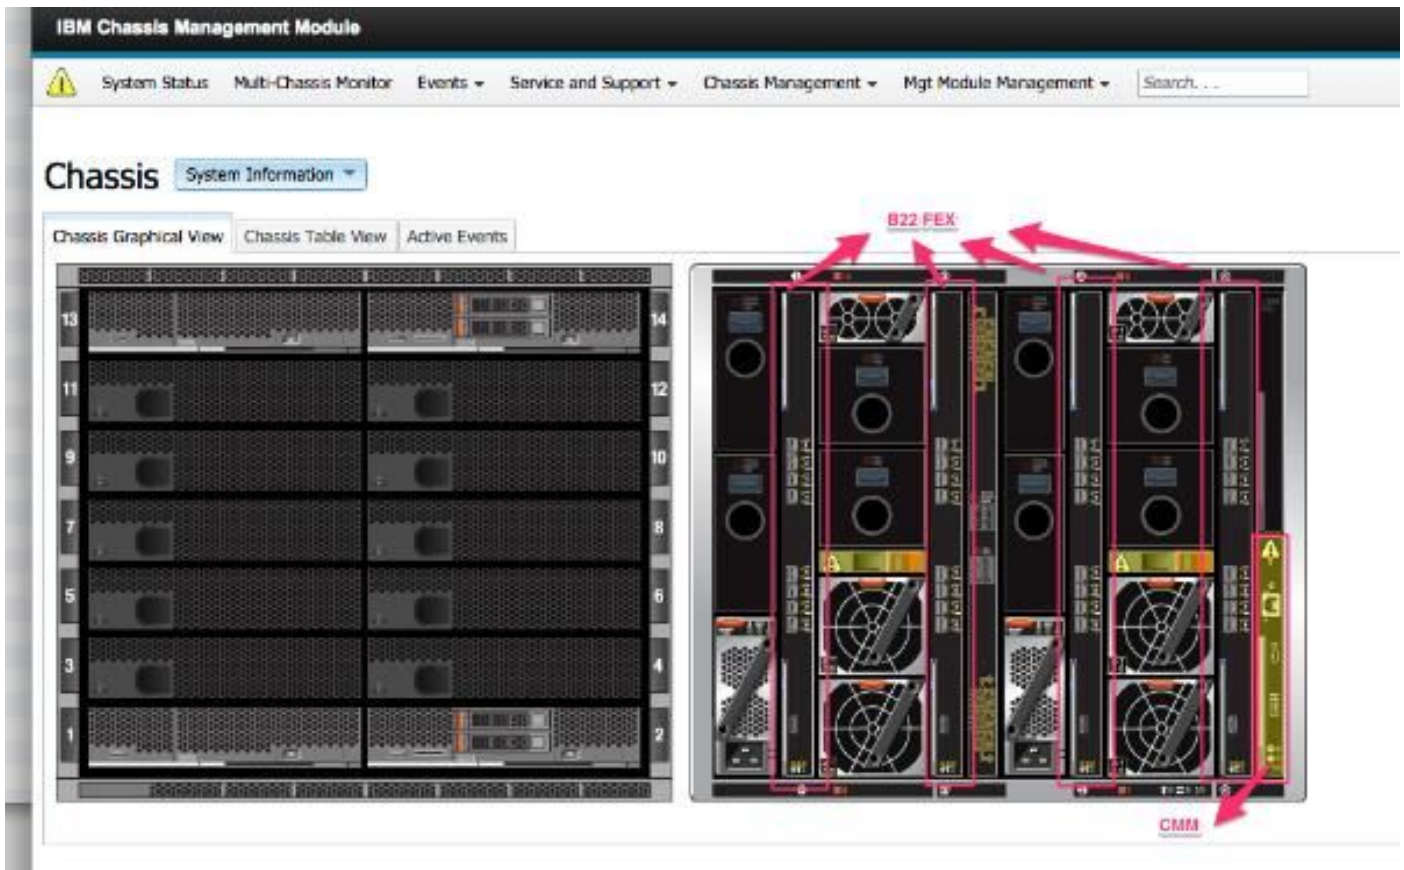 IBM Chassis Management Module
System Status Multi-Chassis Monitor Events Service and Support Chassis Management Mgt Module Management Search. . .
Chassis System Information
B22 FEX
Chassis Graphical View Chassis Table View Active Events
13 14
11 12
9 10
7 8
5 6
3 4
1 2
CMM